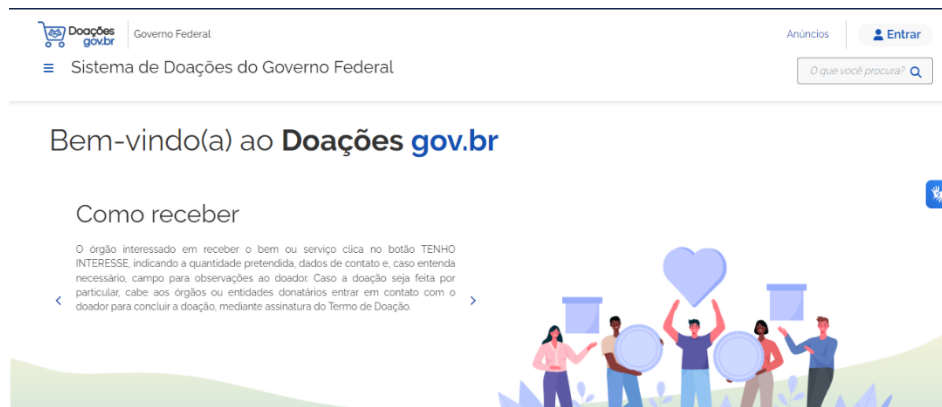 Doações
gov.br
Governo Federal
Anúncios
Entrar
Sistema de Doações do Governo Federal
O que você procura?
Bem-vindo(a) ao Doações gov.br
Como receber
O órgão interessado em receber o bem ou serviço clica no botão TENHO
INTERESSE, indicando a quantidade pretendida, dados de contato e, caso entenda
necessário, campo para observações ao doador. Caso a doação seja feita por
particular, cabe aos órgãos ou entidades donatários entrar em contato com o
doador para concluir a doação, mediante assinatura do Termo de Doação.